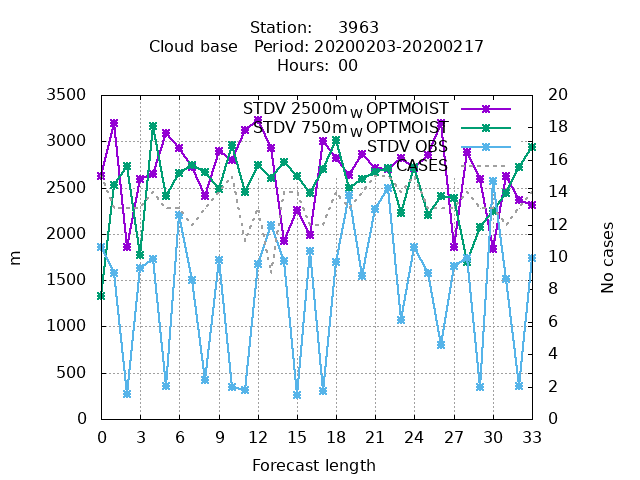 Station: 3963
Cloud base Period: 20200203-20200217
Hours: 00
3500
3000
2500
2000
1500
1000
500
0
m
20
18
16
14
12
10
8
6
4
2
0
No cases
STDV 2500m_W OPTMOIST
STDV 750m_W OPTMOIST
STDV OBS
CASES
0 3 6 9 12 15 18 21 24 27 30 33
Forecast length